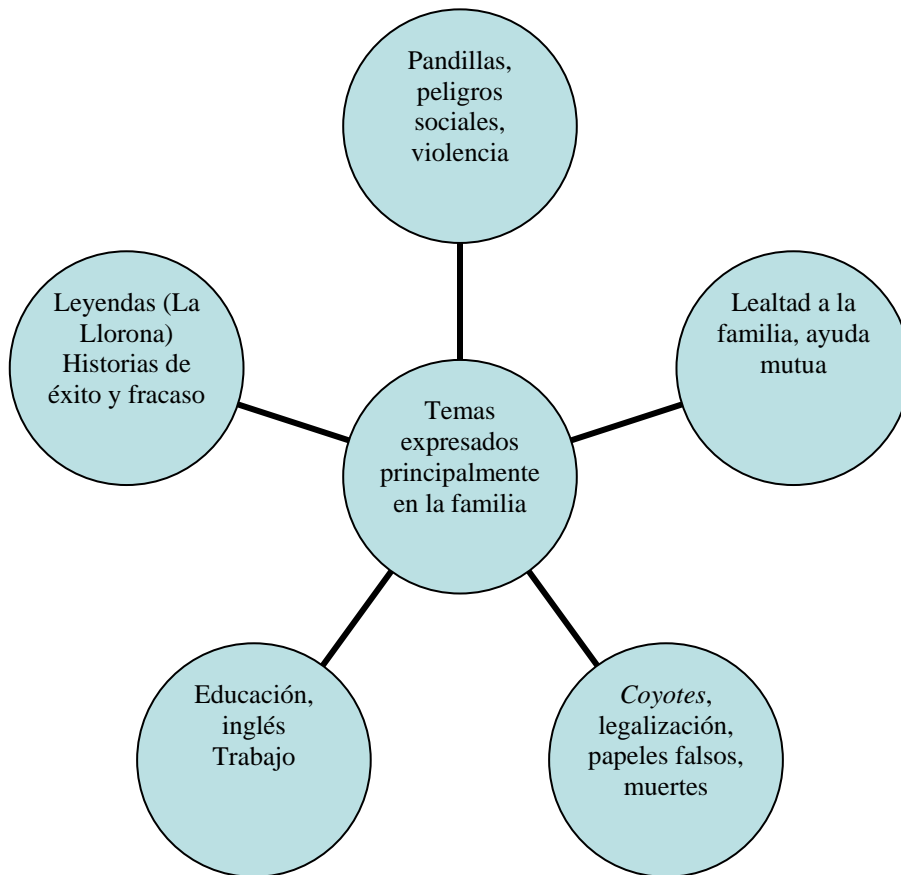 Pandillas,
peligros
sociales,
violencia
Leyendas (La
Llorona)
Historias de
éxito y fracaso
Lealtad a la
familia, ayuda
mutua
Temas
expresados
principalmente
en la familia
Educación,
inglés
Trabajo
Coyotes,
legalización,
papeles falsos,
muertes